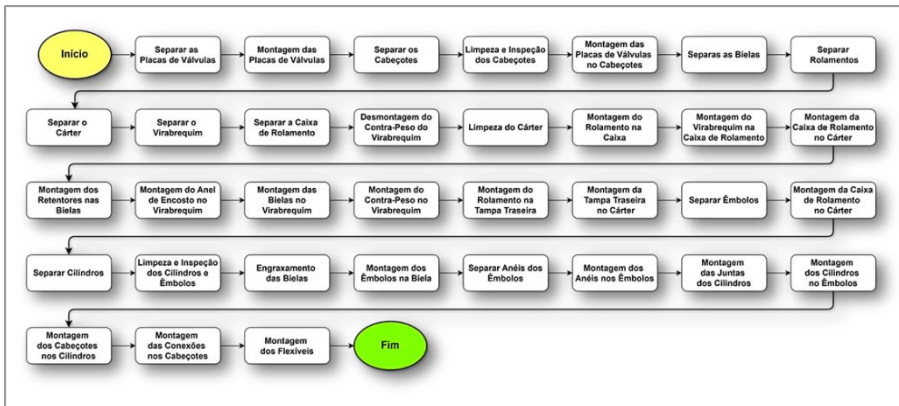 Início
Separar as
Placas de Válvulas
Montagem das
Placas de Válvulas
Separar os
Cabeçotes
Limpeza e Inspeção
dos Cabeçotes
Montagem das
Placas de Válvulas
no Cabeçotes
Separas as Bielas
Separar
Rolamentos
Separar o
Cárter
Separar o
Virabrequim
Separar a Caixa
de Rolamento
Desmontagem do
Contra-Peso do
Virabrequim
Limpeza do Cárter
Montagem do
Rolamento na
Caixa
Montagem do
Virabrequim na
Caixa de Rolamento
Montagem da
Caixa de Rolamento
no Cárter
Montagem dos
Retentores nas
Bielas
Montagem do Anel
de Encosto no
Virabrequim
Montagem das
Bielas no
Virabrequim
Montagem do
Contra-Peso no
Virabrequim
Montagem do
Rolamento na
Tampa Traseira
Montagem da
Tampa Traseira
no Cárter
Separar Êmbolos
Montagem da Caixa
de Rolamento
no Cárter
Separar Cilindros
Limpeza e Inspeção
dos Cilindros e
Êmbolos
Engraxamento
das Bielas
Montagem dos
Êmbolos na Biela
Separar Anéis dos
Êmbolos
Montagem dos
Anéis nos Êmbolos
Montagem
das Juntas
dos Cilindros
Montagem
dos Cilindros
no Êmbolos
Montagem
dos Cabeçotes
nos Cilindros
Montagem
das Conexões
nos Cabeçotes
Montagem
dos Flexíveis
Fim